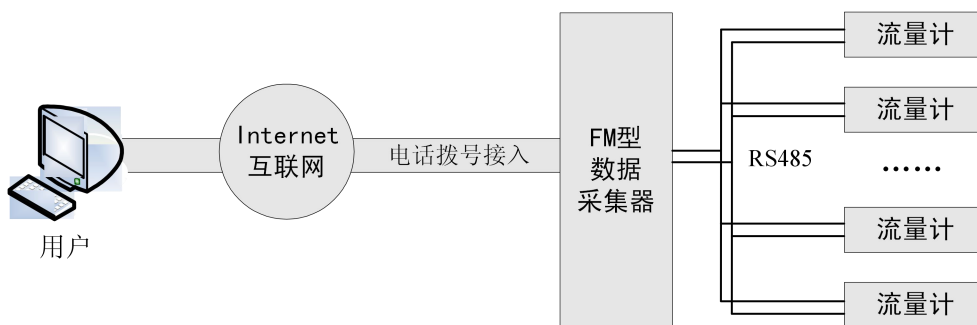 流量计
Internet
互联网
电话拨号接入
FM型
数据
采集器
流量计
RS485
……
用户
流量计
流量计